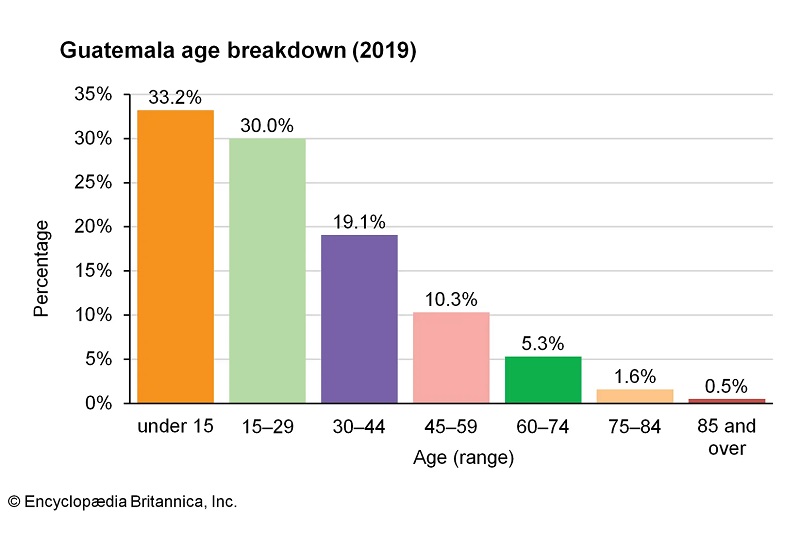 Guatemala age breakdown (2019)
35%
30%
25%
20%
15%
10%
5%
0%
Percentage
33.2%
30.0%
19.1%
10.3%
5.3%
1.6%
0.5%
under 15
15–29
30–44
45–59
60–74
75–84
85 and
over
Age (range)
© Encyclopædia Britannica, Inc.